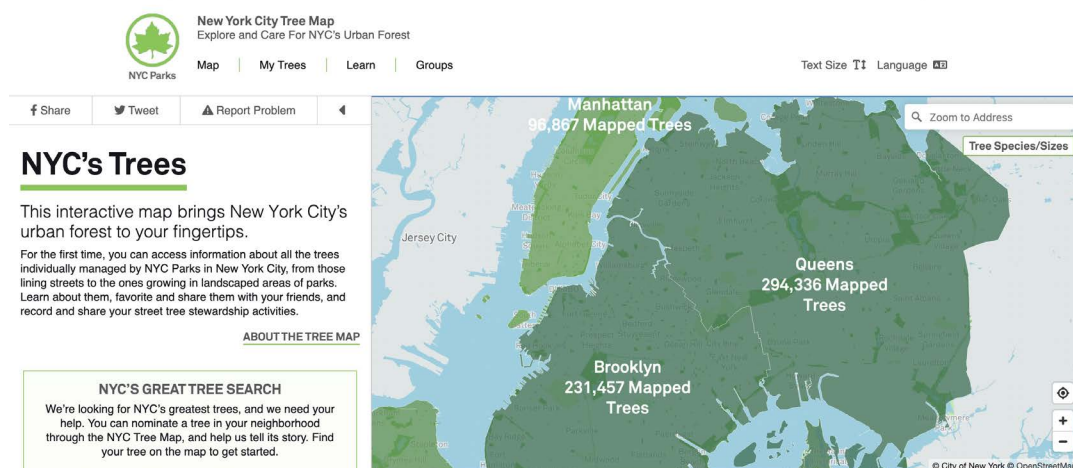 New York City Tree Map
Explore and Care For NYC's Urban Forest
NYC Parks
Map
My Trees
Learn
Groups
Text Size
Language
Share
Tweet
Report Problem
NYC's Trees
This interactive map brings New York City's
urban forest to your fingertips.
For the first time, you can access information about all the trees
individually managed by NYC Parks in New York City, from those
lining streets to the ones growing in landscaped areas of parks.
Learn about them, favorite and share them with your friends, and
record and share your street tree stewardship activities.
ABOUT THE TREE MAP
NYC'S GREAT TREE SEARCH
We're looking for NYC's greatest trees, and we need your
help. You can nominate a tree in your neighborhood
through the NYC Tree Map, and help us tell its story. Find
your tree on the map to get started.
Manhattan
96,867 Mapped Trees
Zoom to Address
Tree Species/Sizes
Jersey City
Queens
294,336 Mapped
Trees
Brooklyn
231,457 Mapped
Trees
+
−
© City of New York © OpenStreetMap